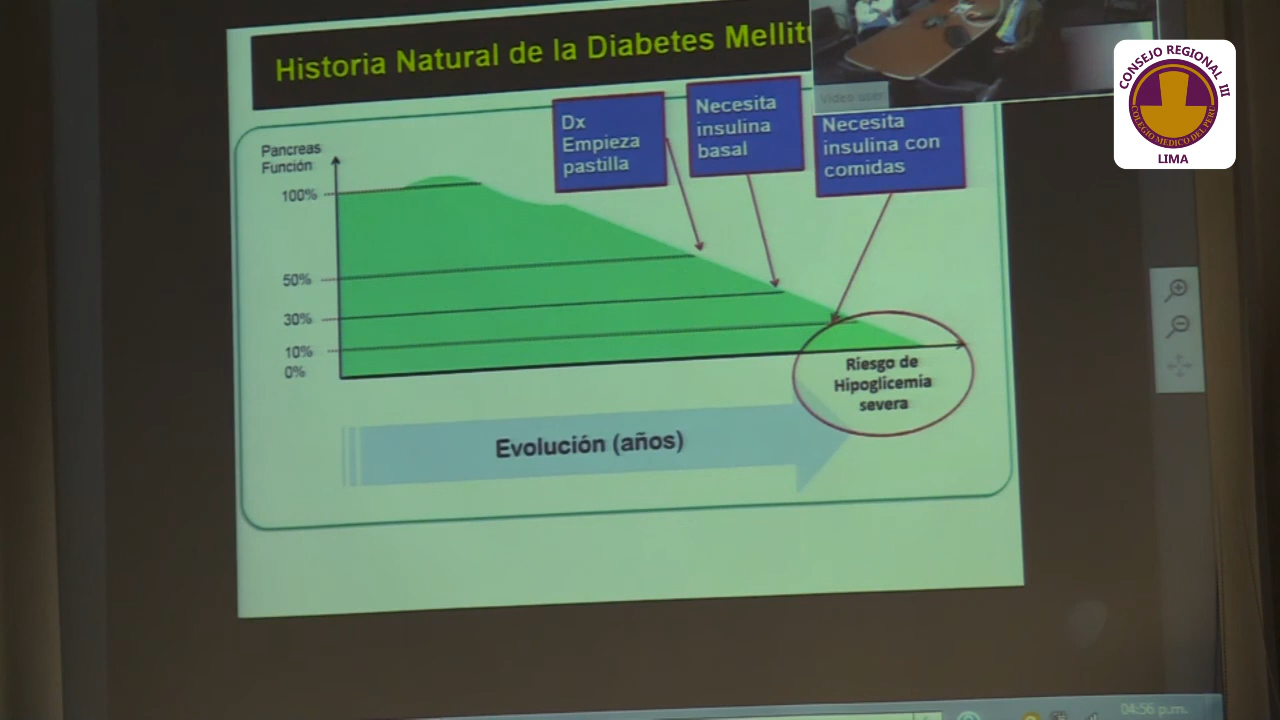 Historia Natural de la Diabetes
Pancreas
Función
100%
50%
30%
10%
0%
Dx
Empieza
pastilla
Necesita
insulina
basal
Necesita
insulina con
comidas
Riesgo de
Hipoglicemia
severa
Evolución (años)
Video user
CONSEJO REGIONAL III
COLEGIO MEDICO DEL PERU
LIMA
04:56 p.m.